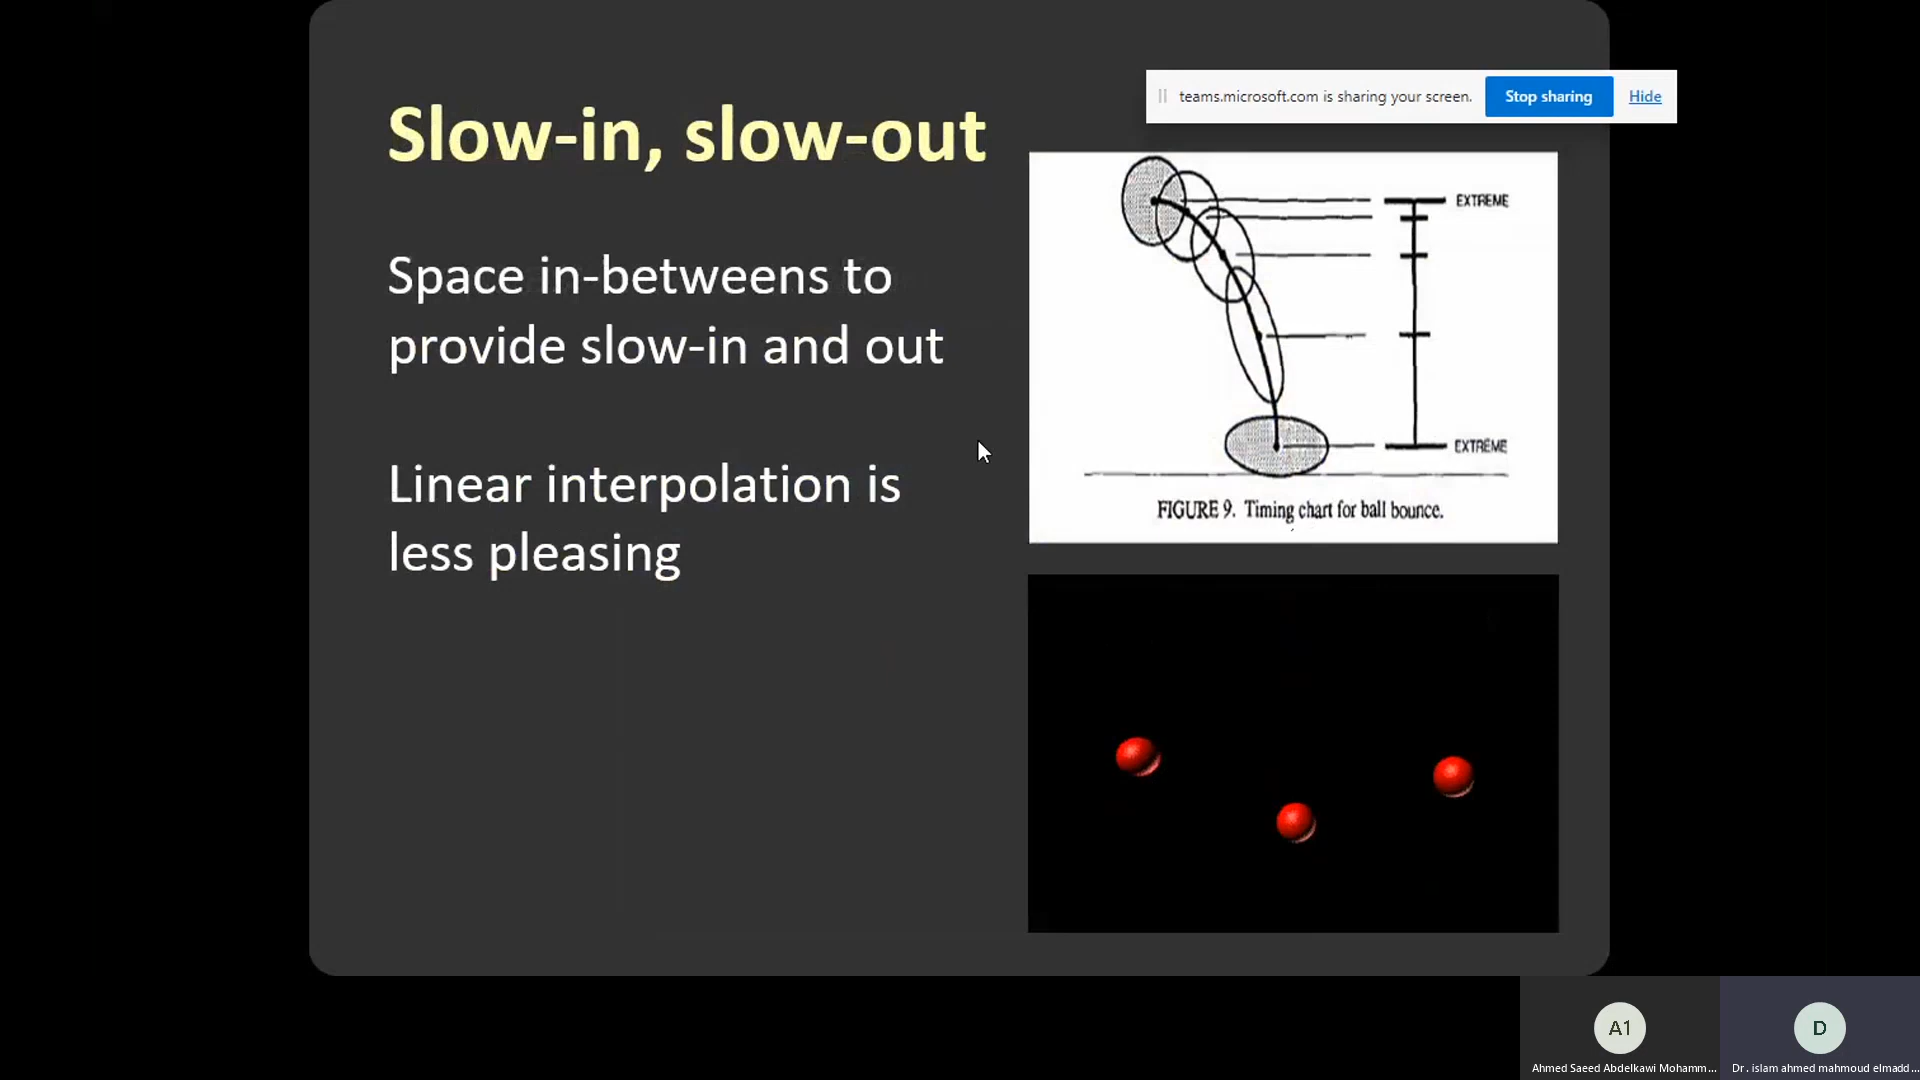 teams.microsoft.com is sharing your screen. Stop sharing Hide
Slow-in, slow-out
Space in-betweens to
provide slow-in and out
Linear interpolation is
less pleasing
EXTREME
EXTREME
FIGURE 9. Timing chart for ball bounce.
A1
D
Ahmed Saeed Abdelkawi Mohamm...
Dr. islam ahmed mahmoud elmadd...